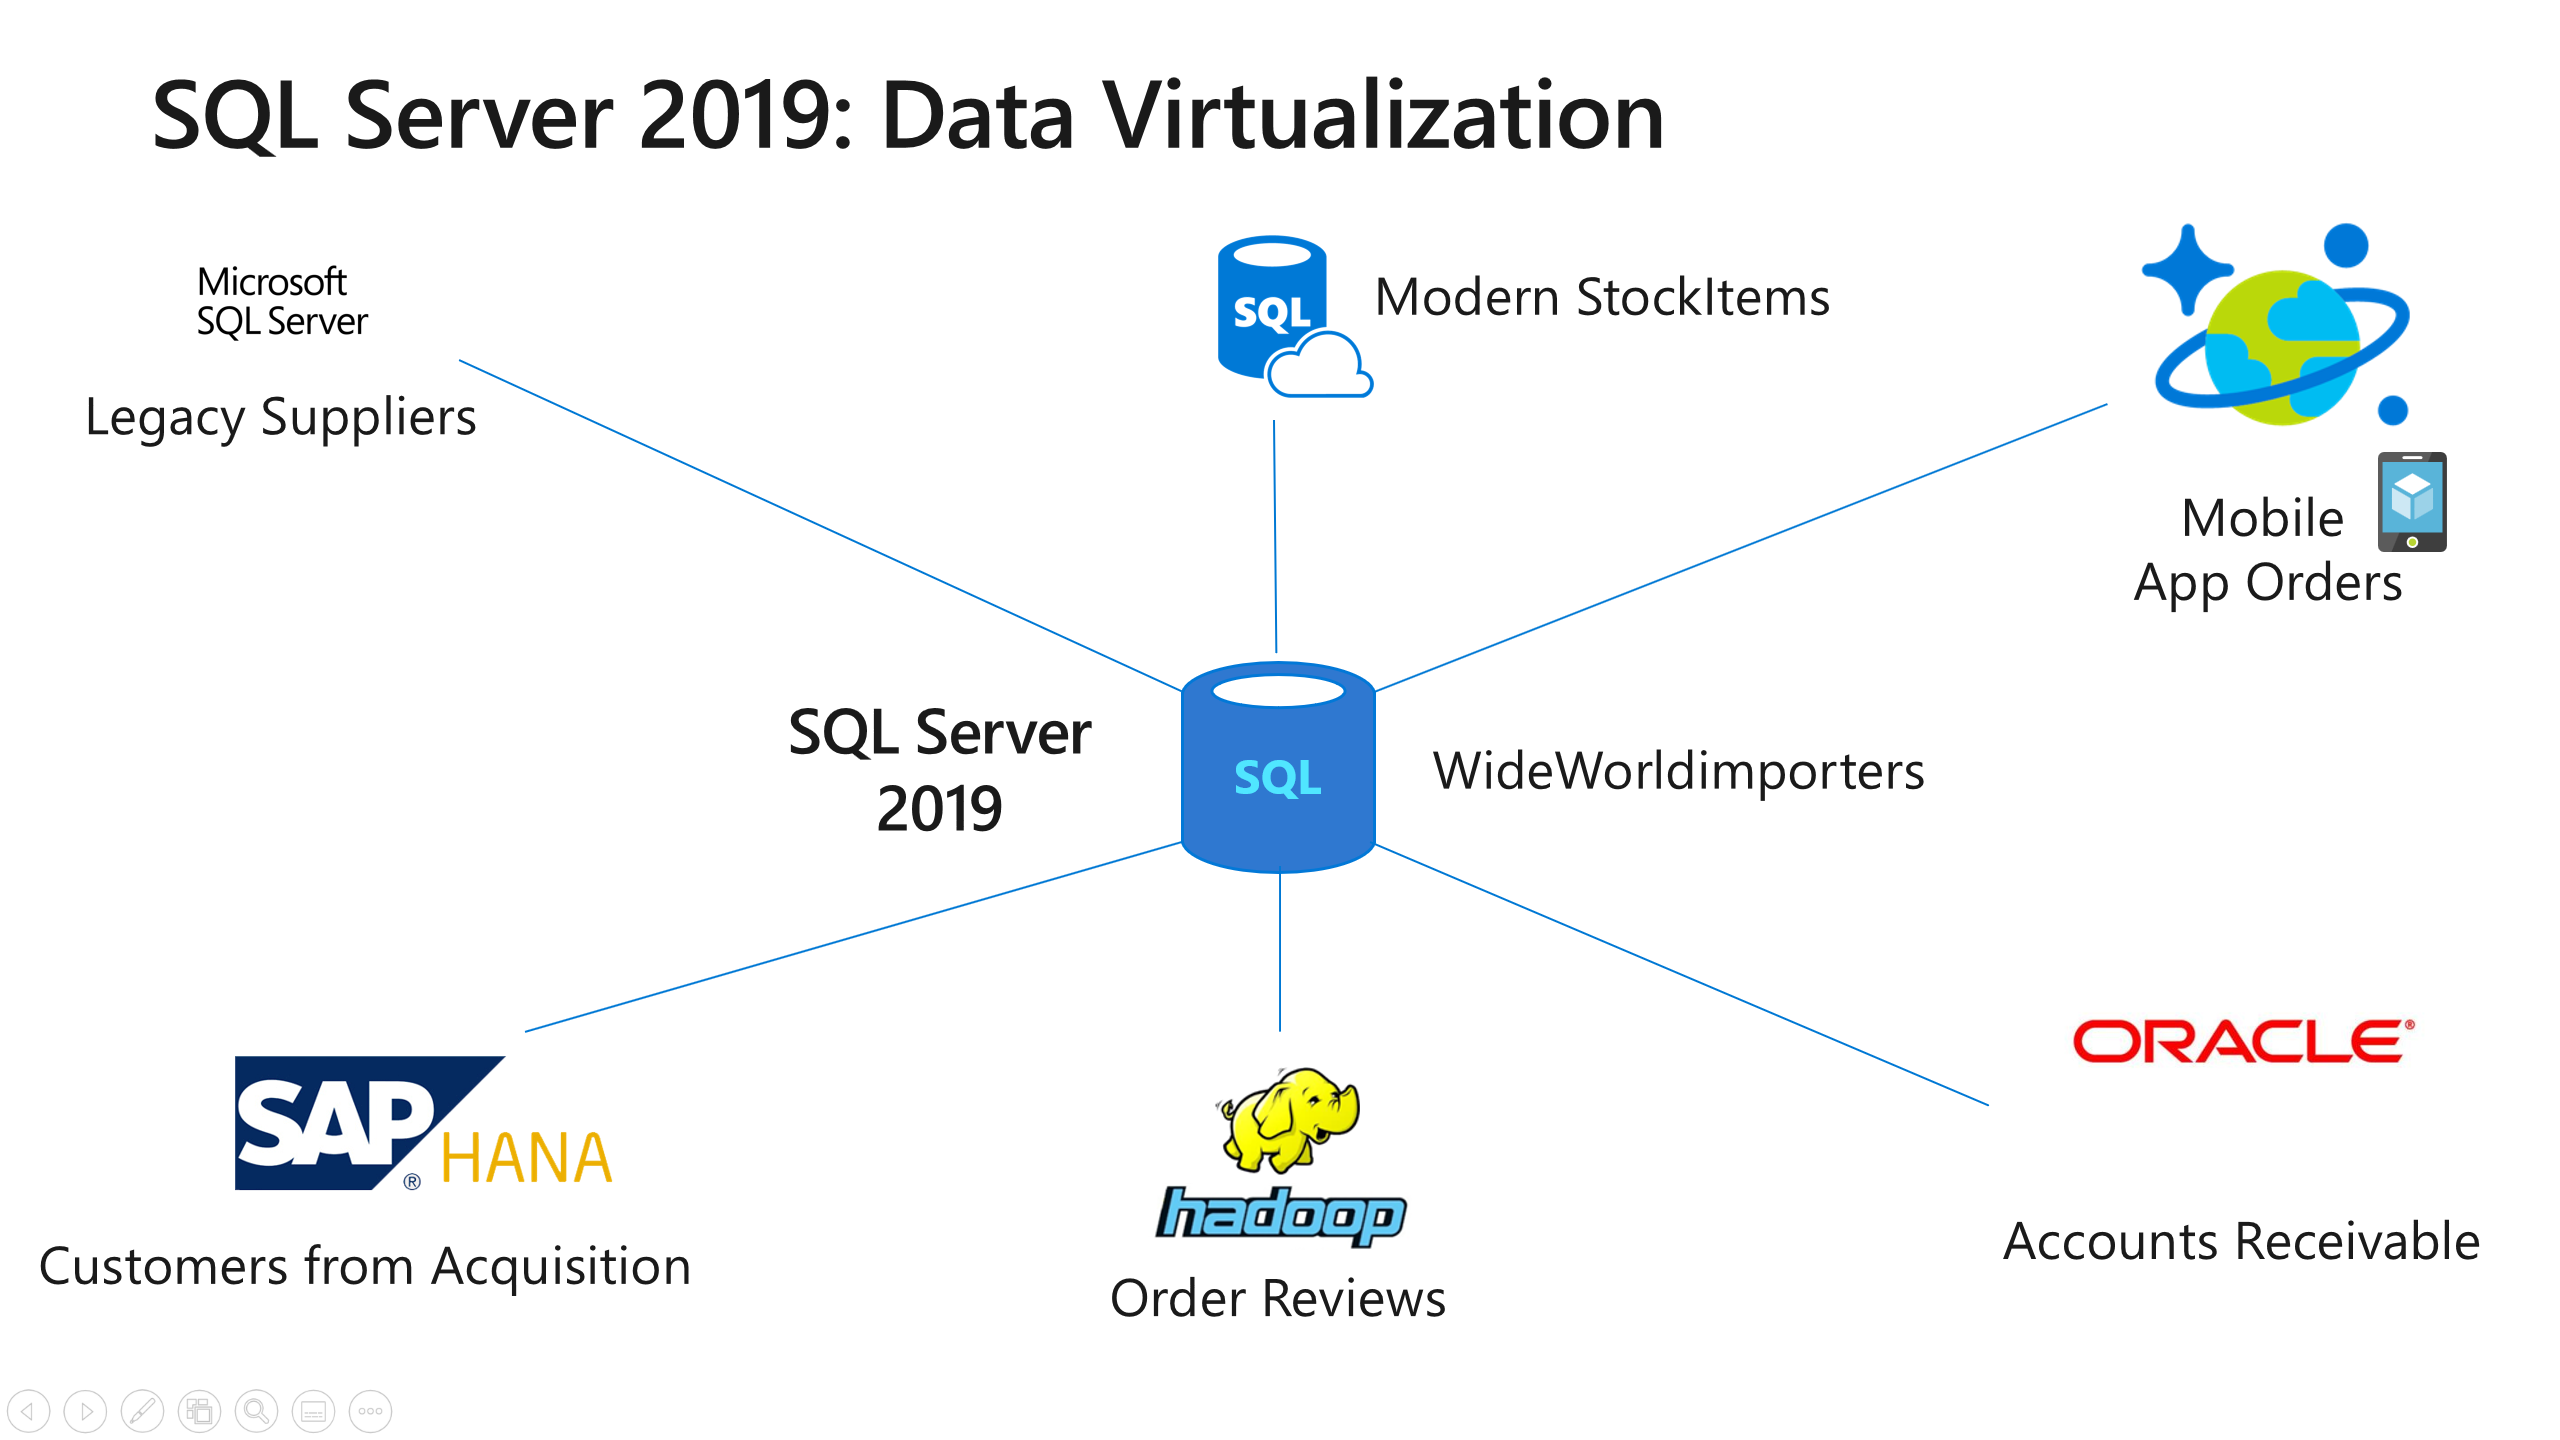 SQL Server 2019: Data Virtualization
Microsoft
SQL Server
Legacy Suppliers
SQL
Modern StockItems
Mobile
App Orders
SQL Server
2019
SQL
WideWorldimporters
SAP®
HANA
Customers from Acquisition
hadoop
Order Reviews
ORACLE®
Accounts Receivable